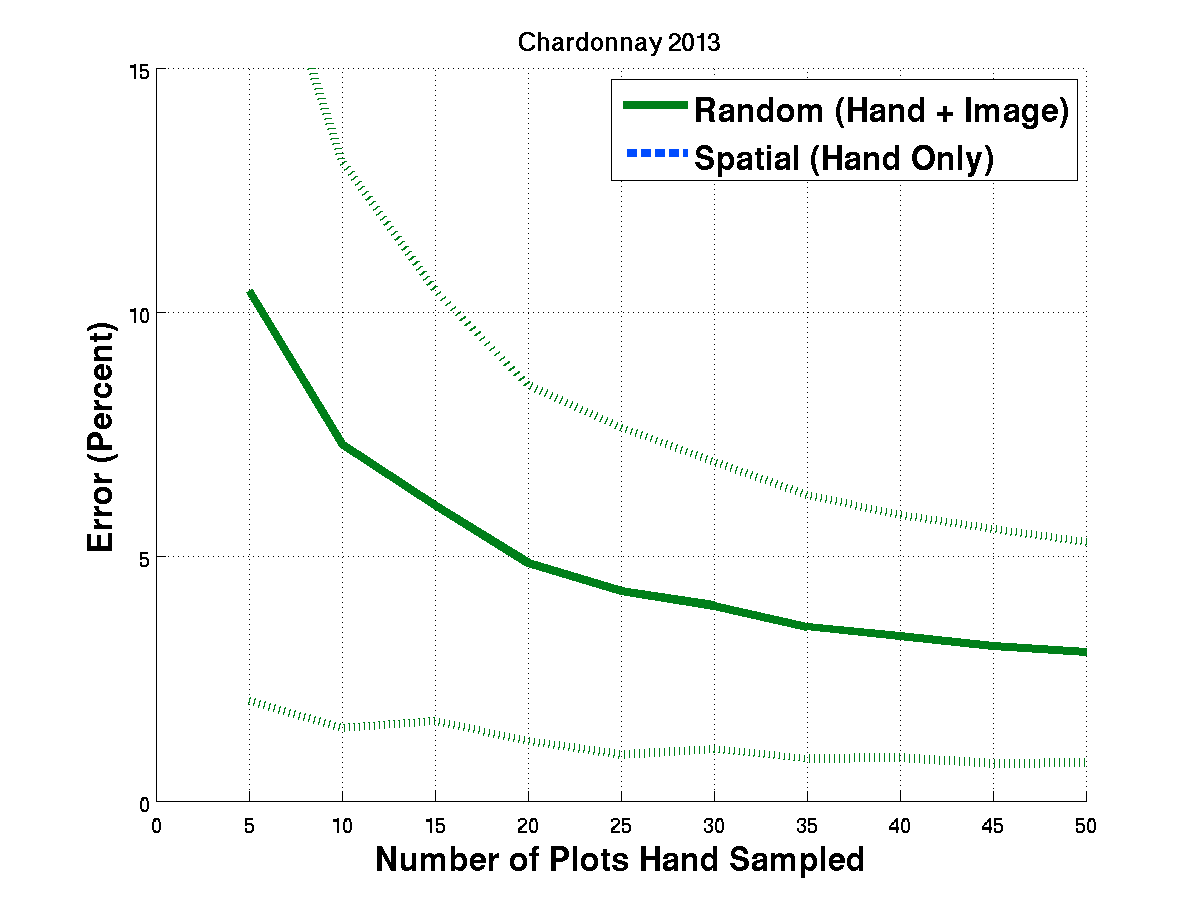 Chardonnay 2013
Random (Hand + Image)
Spatial (Hand Only)
Error (Percent)
15
10
5
0
0 5 10 15 20 25 30 35 40 45 50
Number of Plots Hand Sampled